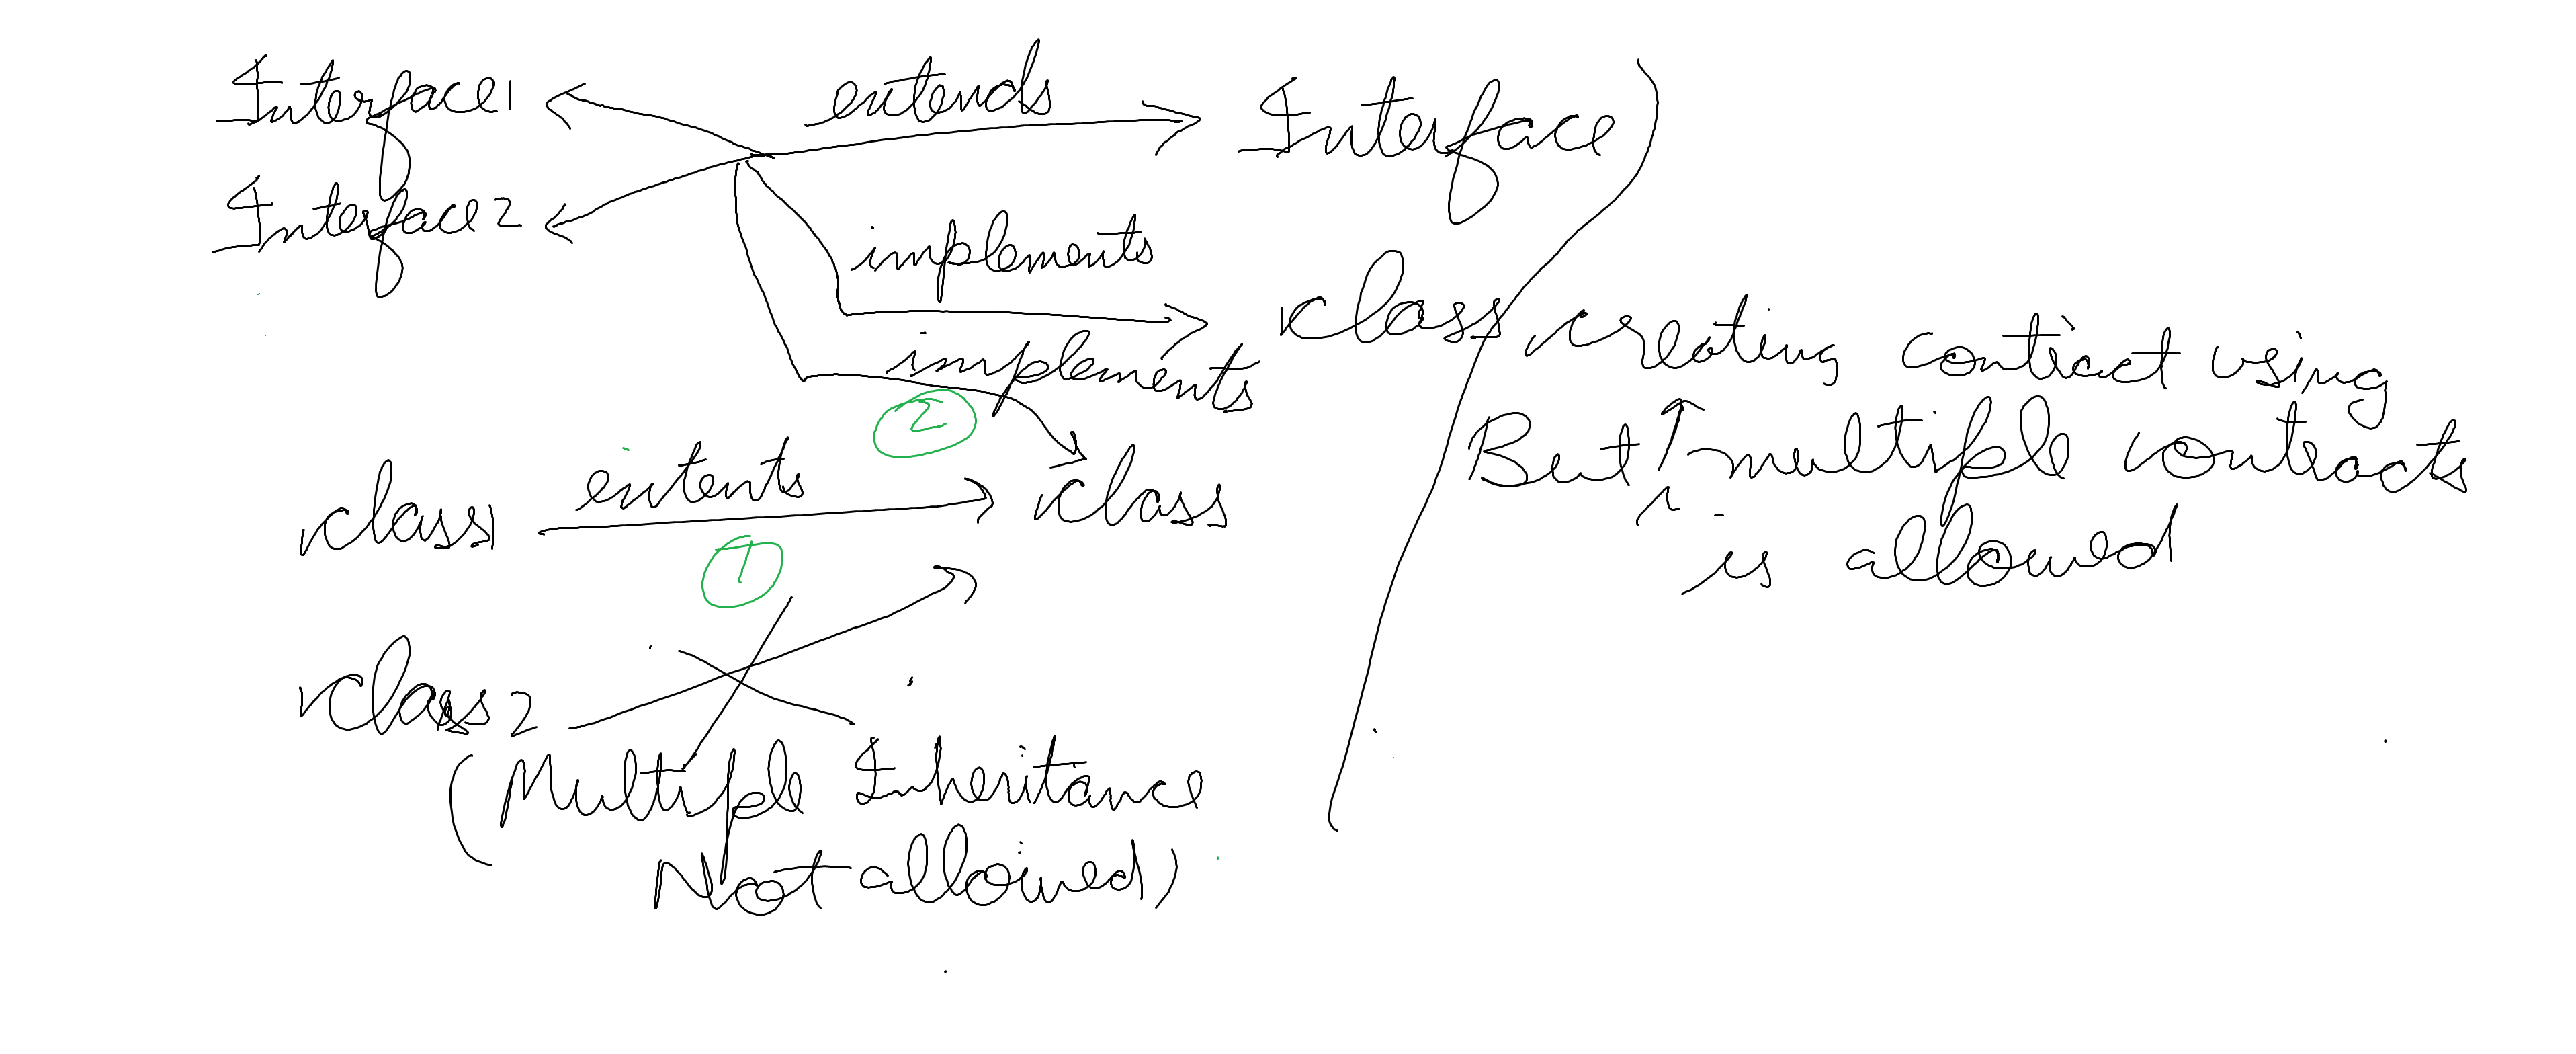 Interface1
extends
Interface
Interface2
implements
class
implements
2
class1
extents
class
1
class2
(Multiple Inheritance
Not allowed)
creating contract using
But multiple contracts
is allowed